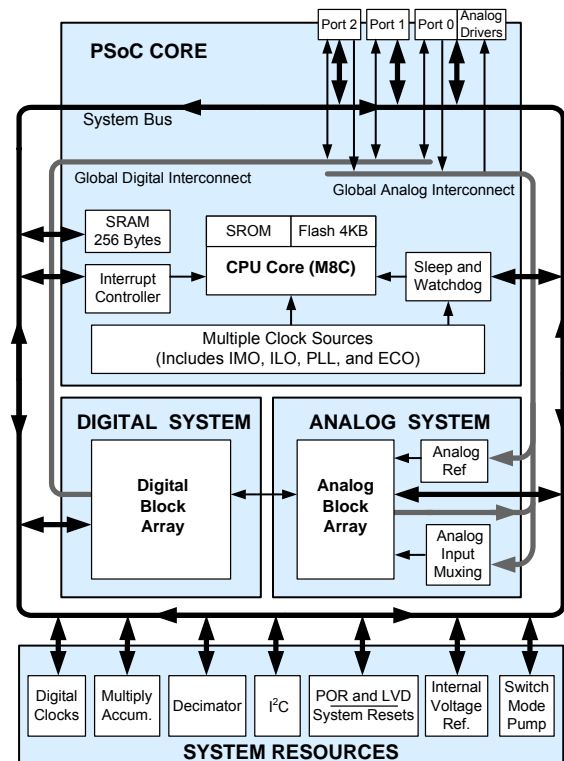 Port 2
Port 1
Port 0
Analog
Drivers
PSoC CORE
System Bus
Global Digital Interconnect
Global Analog Interconnect
SRAM
256 Bytes
SROM
Flash 4KB
CPU Core (M8C)
Interrupt
Controller
Sleep and
Watchdog
Multiple Clock Sources
(Includes IMO, ILO, PLL, and ECO)
DIGITAL SYSTEM
Digital
Block
Array
ANALOG SYSTEM
Analog
Block
Array
Analog
Ref
Analog
Input
Muxing
Digital
Clocks
Multiply
Accum.
Decimator
I²C
POR and LVD
System Resets
Internal
Voltage
Ref.
Switch
Mode
Pump
SYSTEM RESOURCES